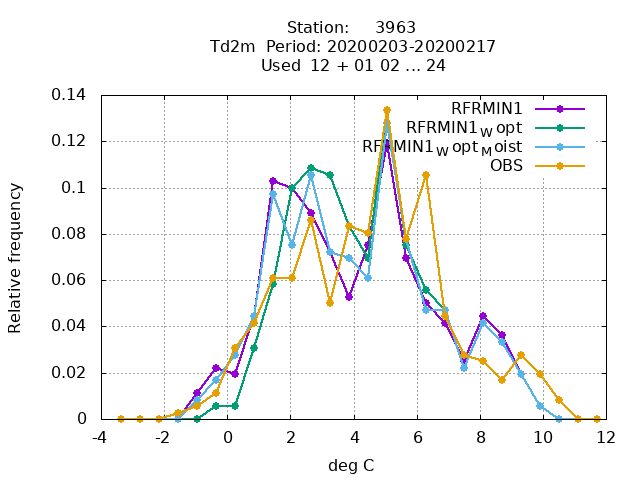 Station: 3963
Td2m Period: 20200203-20200217
Used 12 + 01 02 ... 24
0.14
0.12
0.1
0.08
0.06
0.04
0.02
0
Relative frequency
RFRMIN1
RFRMIN1Wopt
RFRMIN1WoptMoist
OBS
-4 -2 0 2 4 6 8 10 12
deg C